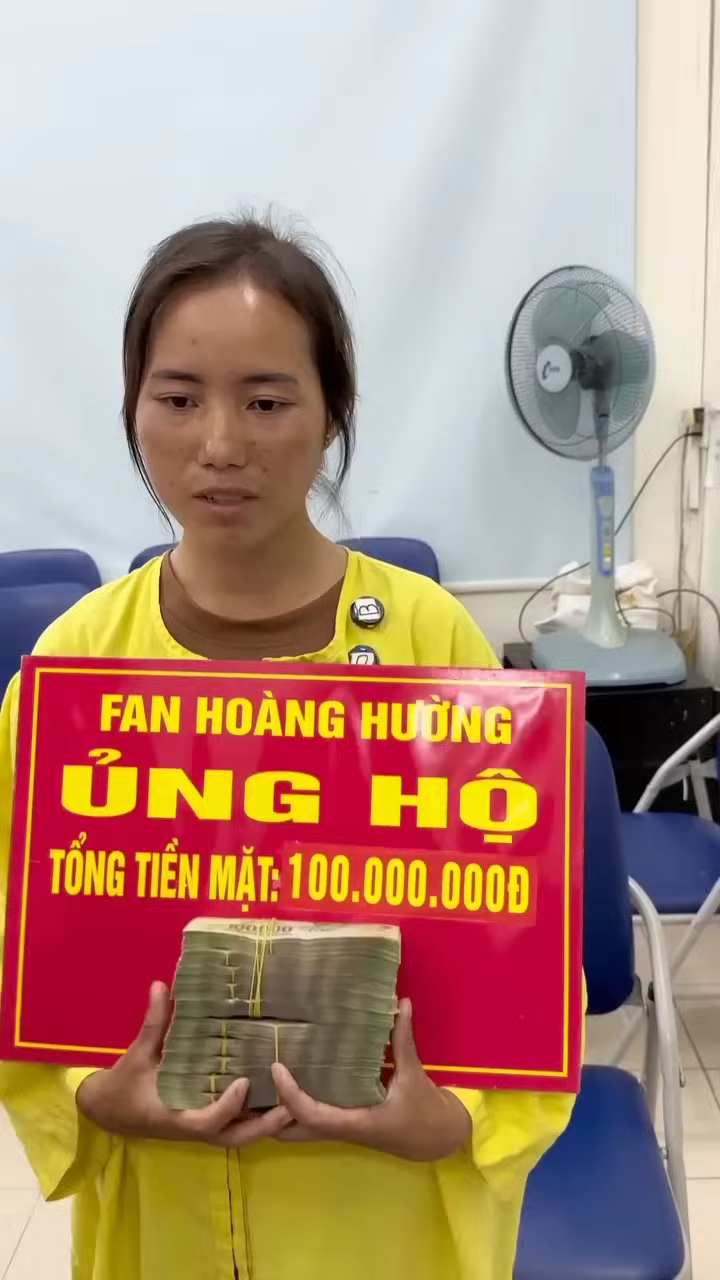 B
FAN HOÀNG HƯỜNG
ỦNG HỘ
TỔNG TIỀN MẶT: 100.000.000Đ